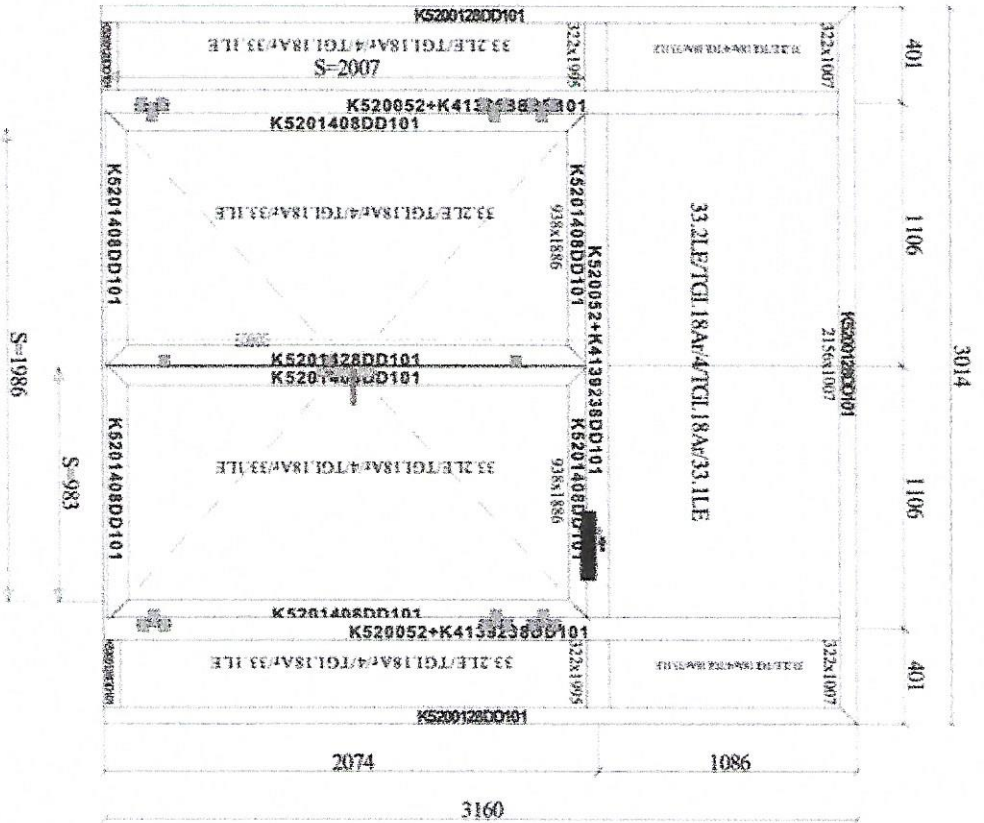 K5200128DD101
33.2LE/TGI.18Ar/4/TGI.18Ar/33.1LE
S=2007
322x1995
322x1007
401
K5201408DD101
33.2LE/TGI.18Ar/4/TGI.18Ar/33.1LE
K5201408DD101
K5201408DD101
938x1886
K520052+K4139238DD101
33.2LE/TGI.18Ar/4/TGI.18Ar/33.1LE
K5200128DD101
2156x1007
1106
3014
S=1986
K5201428DD101
K5201408DD101
33.2LE/TGI.18Ar/4/TGI.18Ar/33.1LE
K5201408DD101
938x1886
1106
S=983
K5201408DD101
K520052+K4139238DD101
33.2LE/TGI.18Ar/4/TGI.18Ar/33.1LE
322x1995
322x1007
401
K5200128DD101
2074
1086
3160